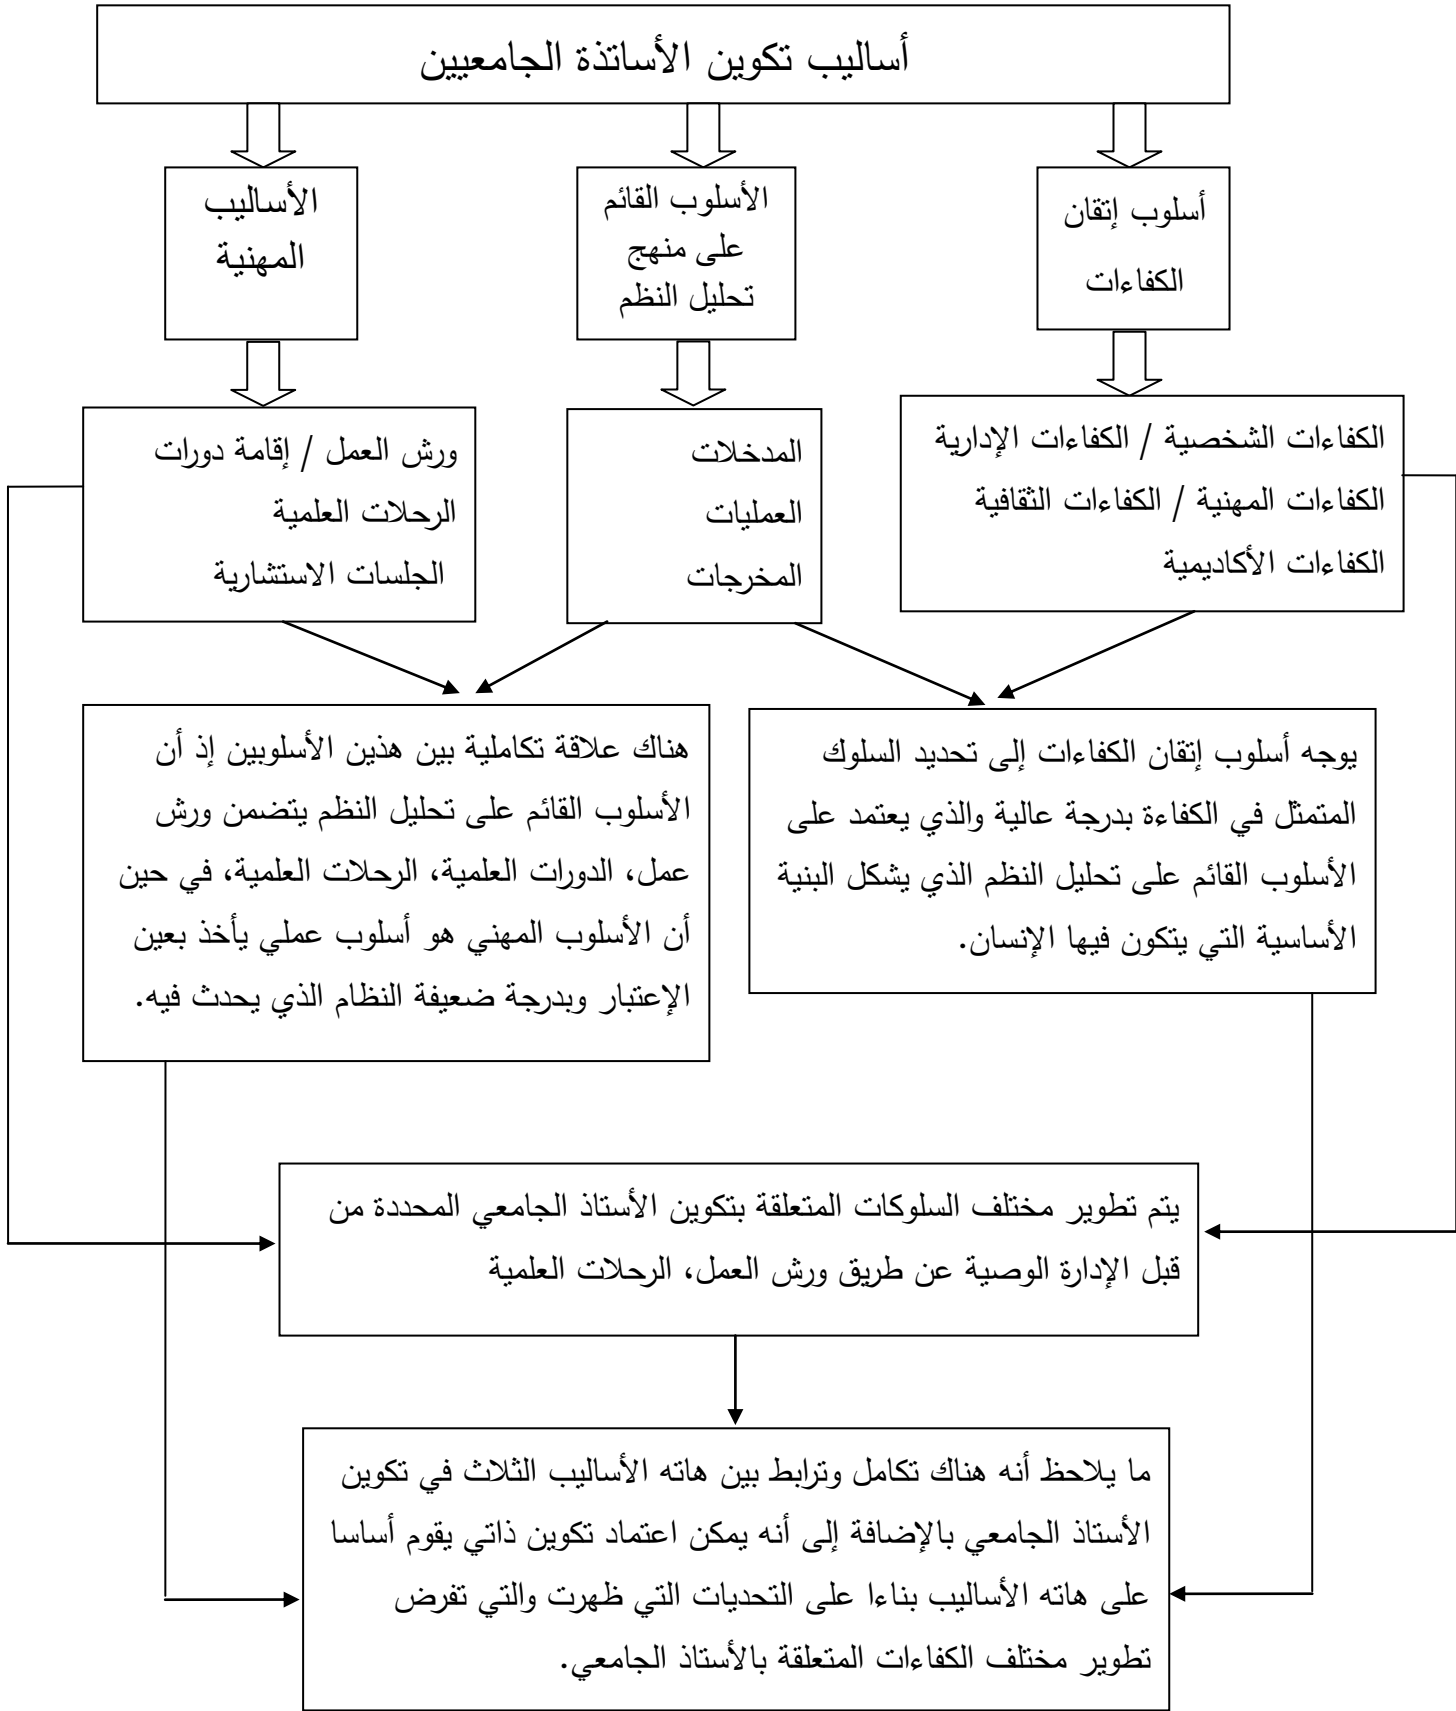 أساليب تكوين الأساتذة الجامعيين
أسلوب إتقان
الكفاءات
الأسلوب القائم
على منهج
تحليل النظم
الأساليب
المهنية
الكفاءات الشخصية / الكفاءات الإدارية
الكفاءات المهنية / الكفاءات الثقافية
الكفاءات الأكاديمية
المدخلات
العمليات
المخرجات
ورش العمل / إقامة دورات
الرحلات العلمية
الجلسات الاستشارية
يوجه أسلوب إتقان الكفاءات إلى تحديد السلوك
المتمثل في الكفاءة بدرجة عالية والذي يعتمد على
الأسلوب القائم على تحليل النظم الذي يشكل البنية
الأساسية التي يتكون فيها الإنسان.
هناك علاقة تكاملية بين هذين الأسلوبين إذ أن
الأسلوب القائم على تحليل النظم يتضمن ورش
عمل، الدورات العلمية، الرحلات العلمية، في حين
أن الأسلوب المهني هو أسلوب عملي يأخذ بعين
الإعتبار وبدرجة ضعيفة النظام الذي يحدث فيه.
يتم تطوير مختلف السلوكات المتعلقة بتكوين الأستاذ الجامعي المحددة من
قبل الإدارة الوصية عن طريق ورش العمل، الرحلات العلمية
ما يلاحظ أنه هناك تكامل وترابط بين هاته الأساليب الثلاث في تكوين
الأستاذ الجامعي بالإضافة إلى أنه يمكن اعتماد تكوين ذاتي يقوم أساسا
على هاته الأساليب بناءا على التحديات التي ظهرت والتي تفرض
تطوير مختلف الكفاءات المتعلقة بالأستاذ الجامعي.